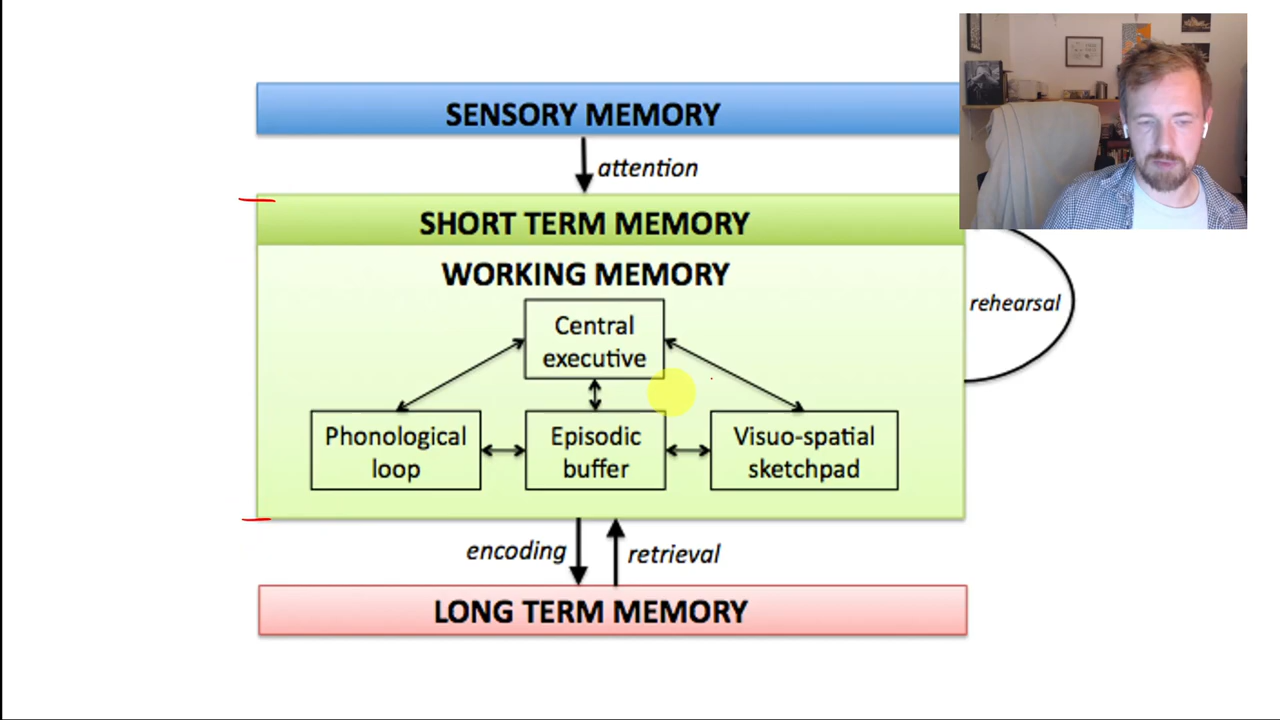 SENSORY MEMORY
attention
SHORT TERM MEMORY
WORKING MEMORY
Central
executive
rehearsal
Phonological
loop
Episodic
buffer
Visuo-spatial
sketchpad
encoding
retrieval
LONG TERM MEMORY